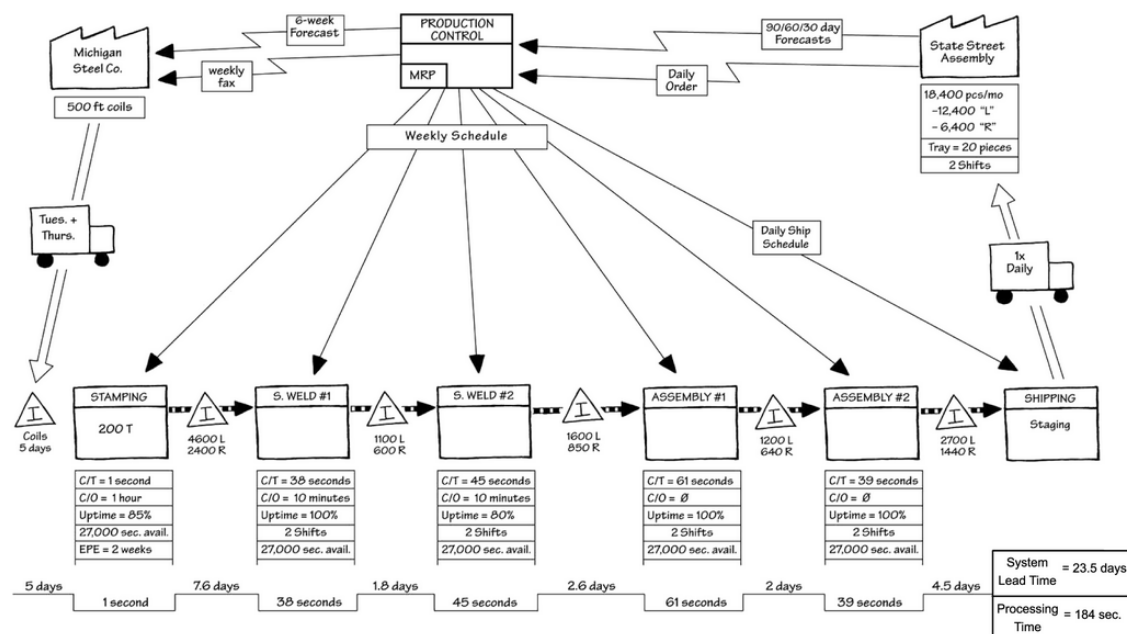 Michigan
Steel Co.
500 ft coils
6-week
Forecast
weekly
fax
PRODUCTION
CONTROL
MRP
90/60/30 day
Forecasts
Daily
Order
State Street
Assembly
18,400 pcs/mo
-12,400 "L"
- 6,400 "R"
Tray = 20 pieces
2 Shifts
Weekly Schedule
Tues. +
Thurs.
Daily Ship
Schedule
1x
Daily
I
Coils
5 days
STAMPING
200 T
C/T = 1 second
C/O = 1 hour
Uptime = 85%
27,000 sec. avail.
EPE = 2 weeks
I
4600 L
2400 R
S. WELD #1
C/T = 38 seconds
C/O = 10 minutes
Uptime = 100%
2 Shifts
27,000 sec. avail.
I
1100 L
600 R
S. WELD #2
C/T = 45 seconds
C/O = 10 minutes
Uptime = 80%
2 Shifts
27,000 sec. avail.
I
1600 L
850 R
ASSEMBLY #1
C/T = 61 seconds
C/O = Ø
Uptime = 100%
2 Shifts
27,000 sec. avail.
I
1200 L
640 R
ASSEMBLY #2
C/T = 39 seconds
C/O = Ø
Uptime = 100%
2 Shifts
27,000 sec. avail.
I
2700 L
1440 R
SHIPPING
Staging
5 days
1 second
7.6 days
38 seconds
1.8 days
45 seconds
2.6 days
61 seconds
2 days
39 seconds
4.5 days
System
Lead Time = 23.5 days
Processing
Time = 184 sec.